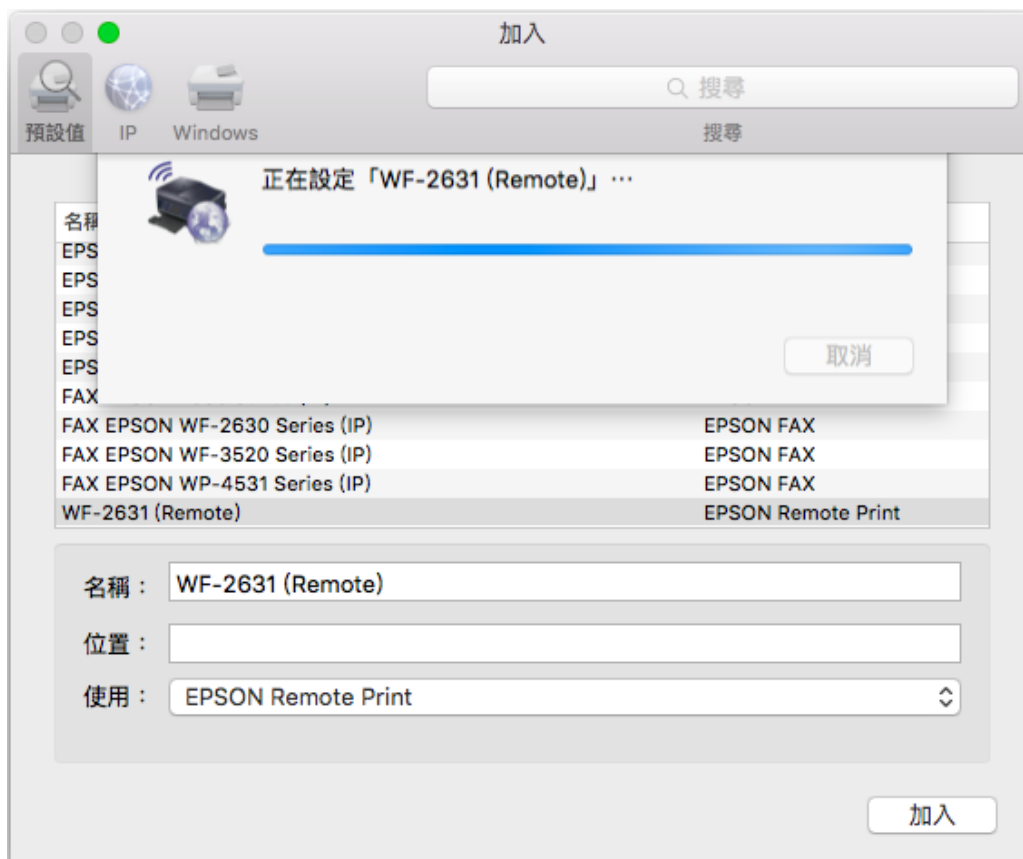 加入
搜尋
預設值 IP Windows 搜尋
正在設定「WF-2631 (Remote)」…
取消
名稱
EPS
EPS
EPS
EPS
EPS
FAX
FAX EPSON WF-2630 Series (IP) EPSON FAX
FAX EPSON WF-3520 Series (IP) EPSON FAX
FAX EPSON WP-4531 Series (IP) EPSON FAX
WF-2631 (Remote) EPSON Remote Print
名稱： WF-2631 (Remote)
位置：
使用： EPSON Remote Print
加入